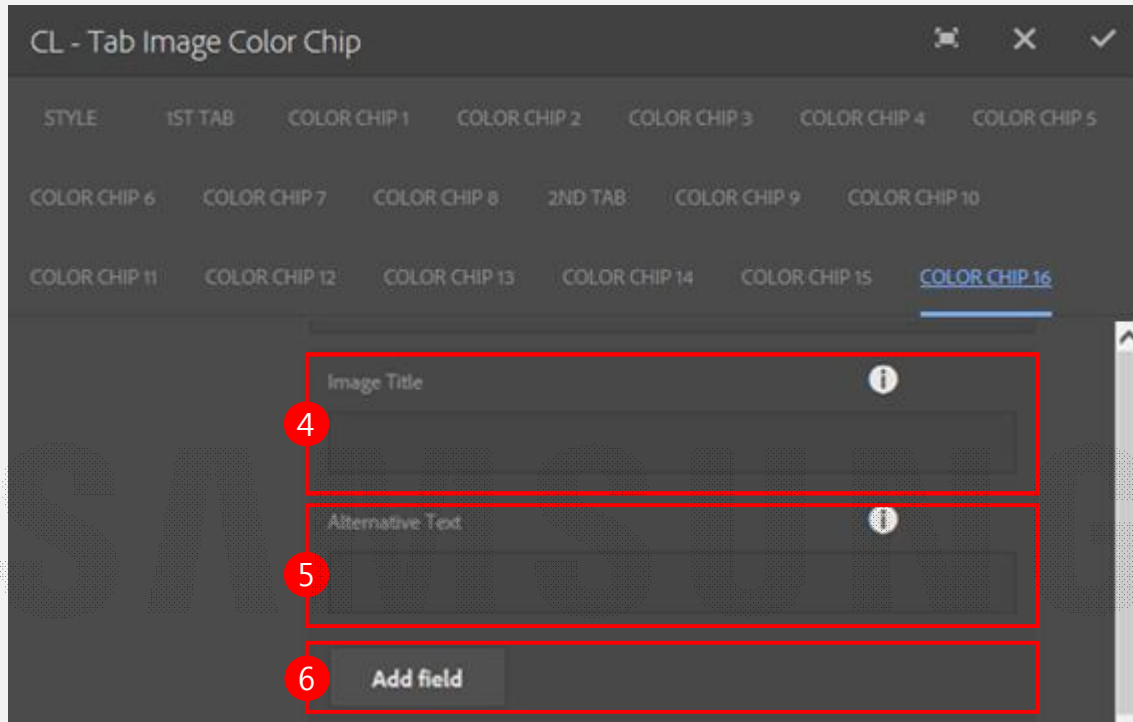 CL - Tab Image Color Chip
STYLE 1ST TAB COLOR CHIP 1 COLOR CHIP 2 COLOR CHIP 3 COLOR CHIP 4 COLOR CHIP 5
COLOR CHIP 6 COLOR CHIP 7 COLOR CHIP 8 2ND TAB COLOR CHIP 9 COLOR CHIP 10
COLOR CHIP 11 COLOR CHIP 12 COLOR CHIP 13 COLOR CHIP 14 COLOR CHIP 15 COLOR CHIP 16
Image Title
4
SAMSUNG
Alternative Text
5
6 Add field